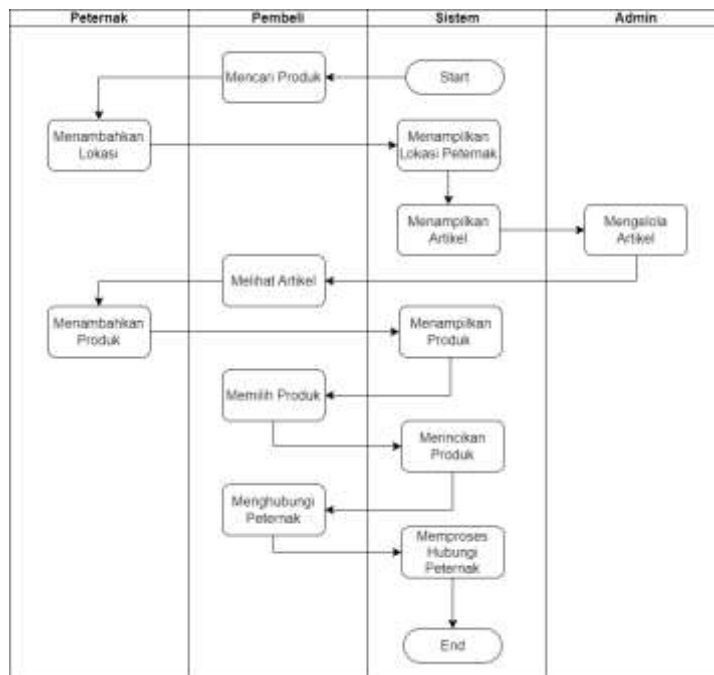 Peternak
Pembeli
Sistem
Admin
Mencari Produk
Start
Menambahkan
Lokasi
Menampilkan
Lokasi Peternak
Menampilkan
Artikel
Mengelola
Artikel
Melihat Artikel
Menambahkan
Produk
Menampilkan
Produk
Memilih Produk
Merincikan
Produk
Menghubungi
Peternak
Memproses
Hubungi
Peternak
End